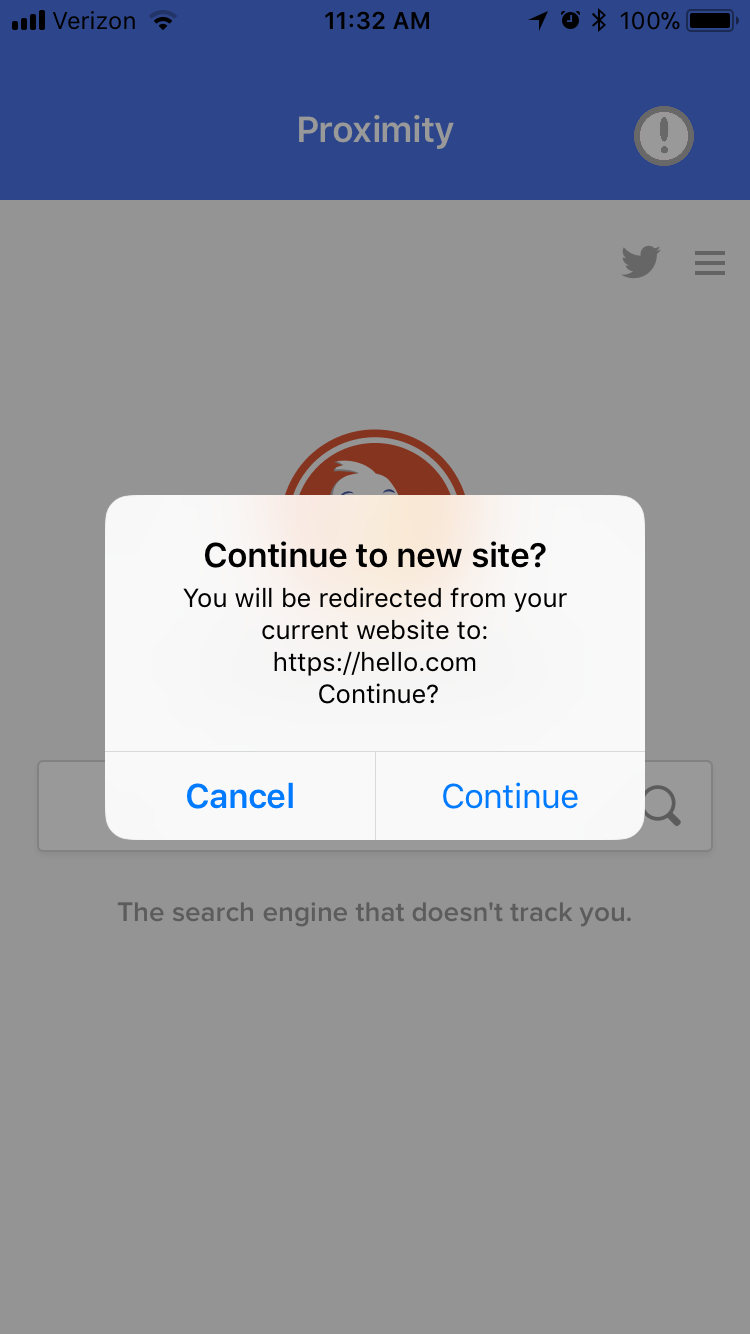 Verizon 11:32 AM 100%
Proximity
Continue to new site?
You will be redirected from your
current website to:
https://hello.com
Continue?
Cancel Continue
The search engine that doesn't track you.